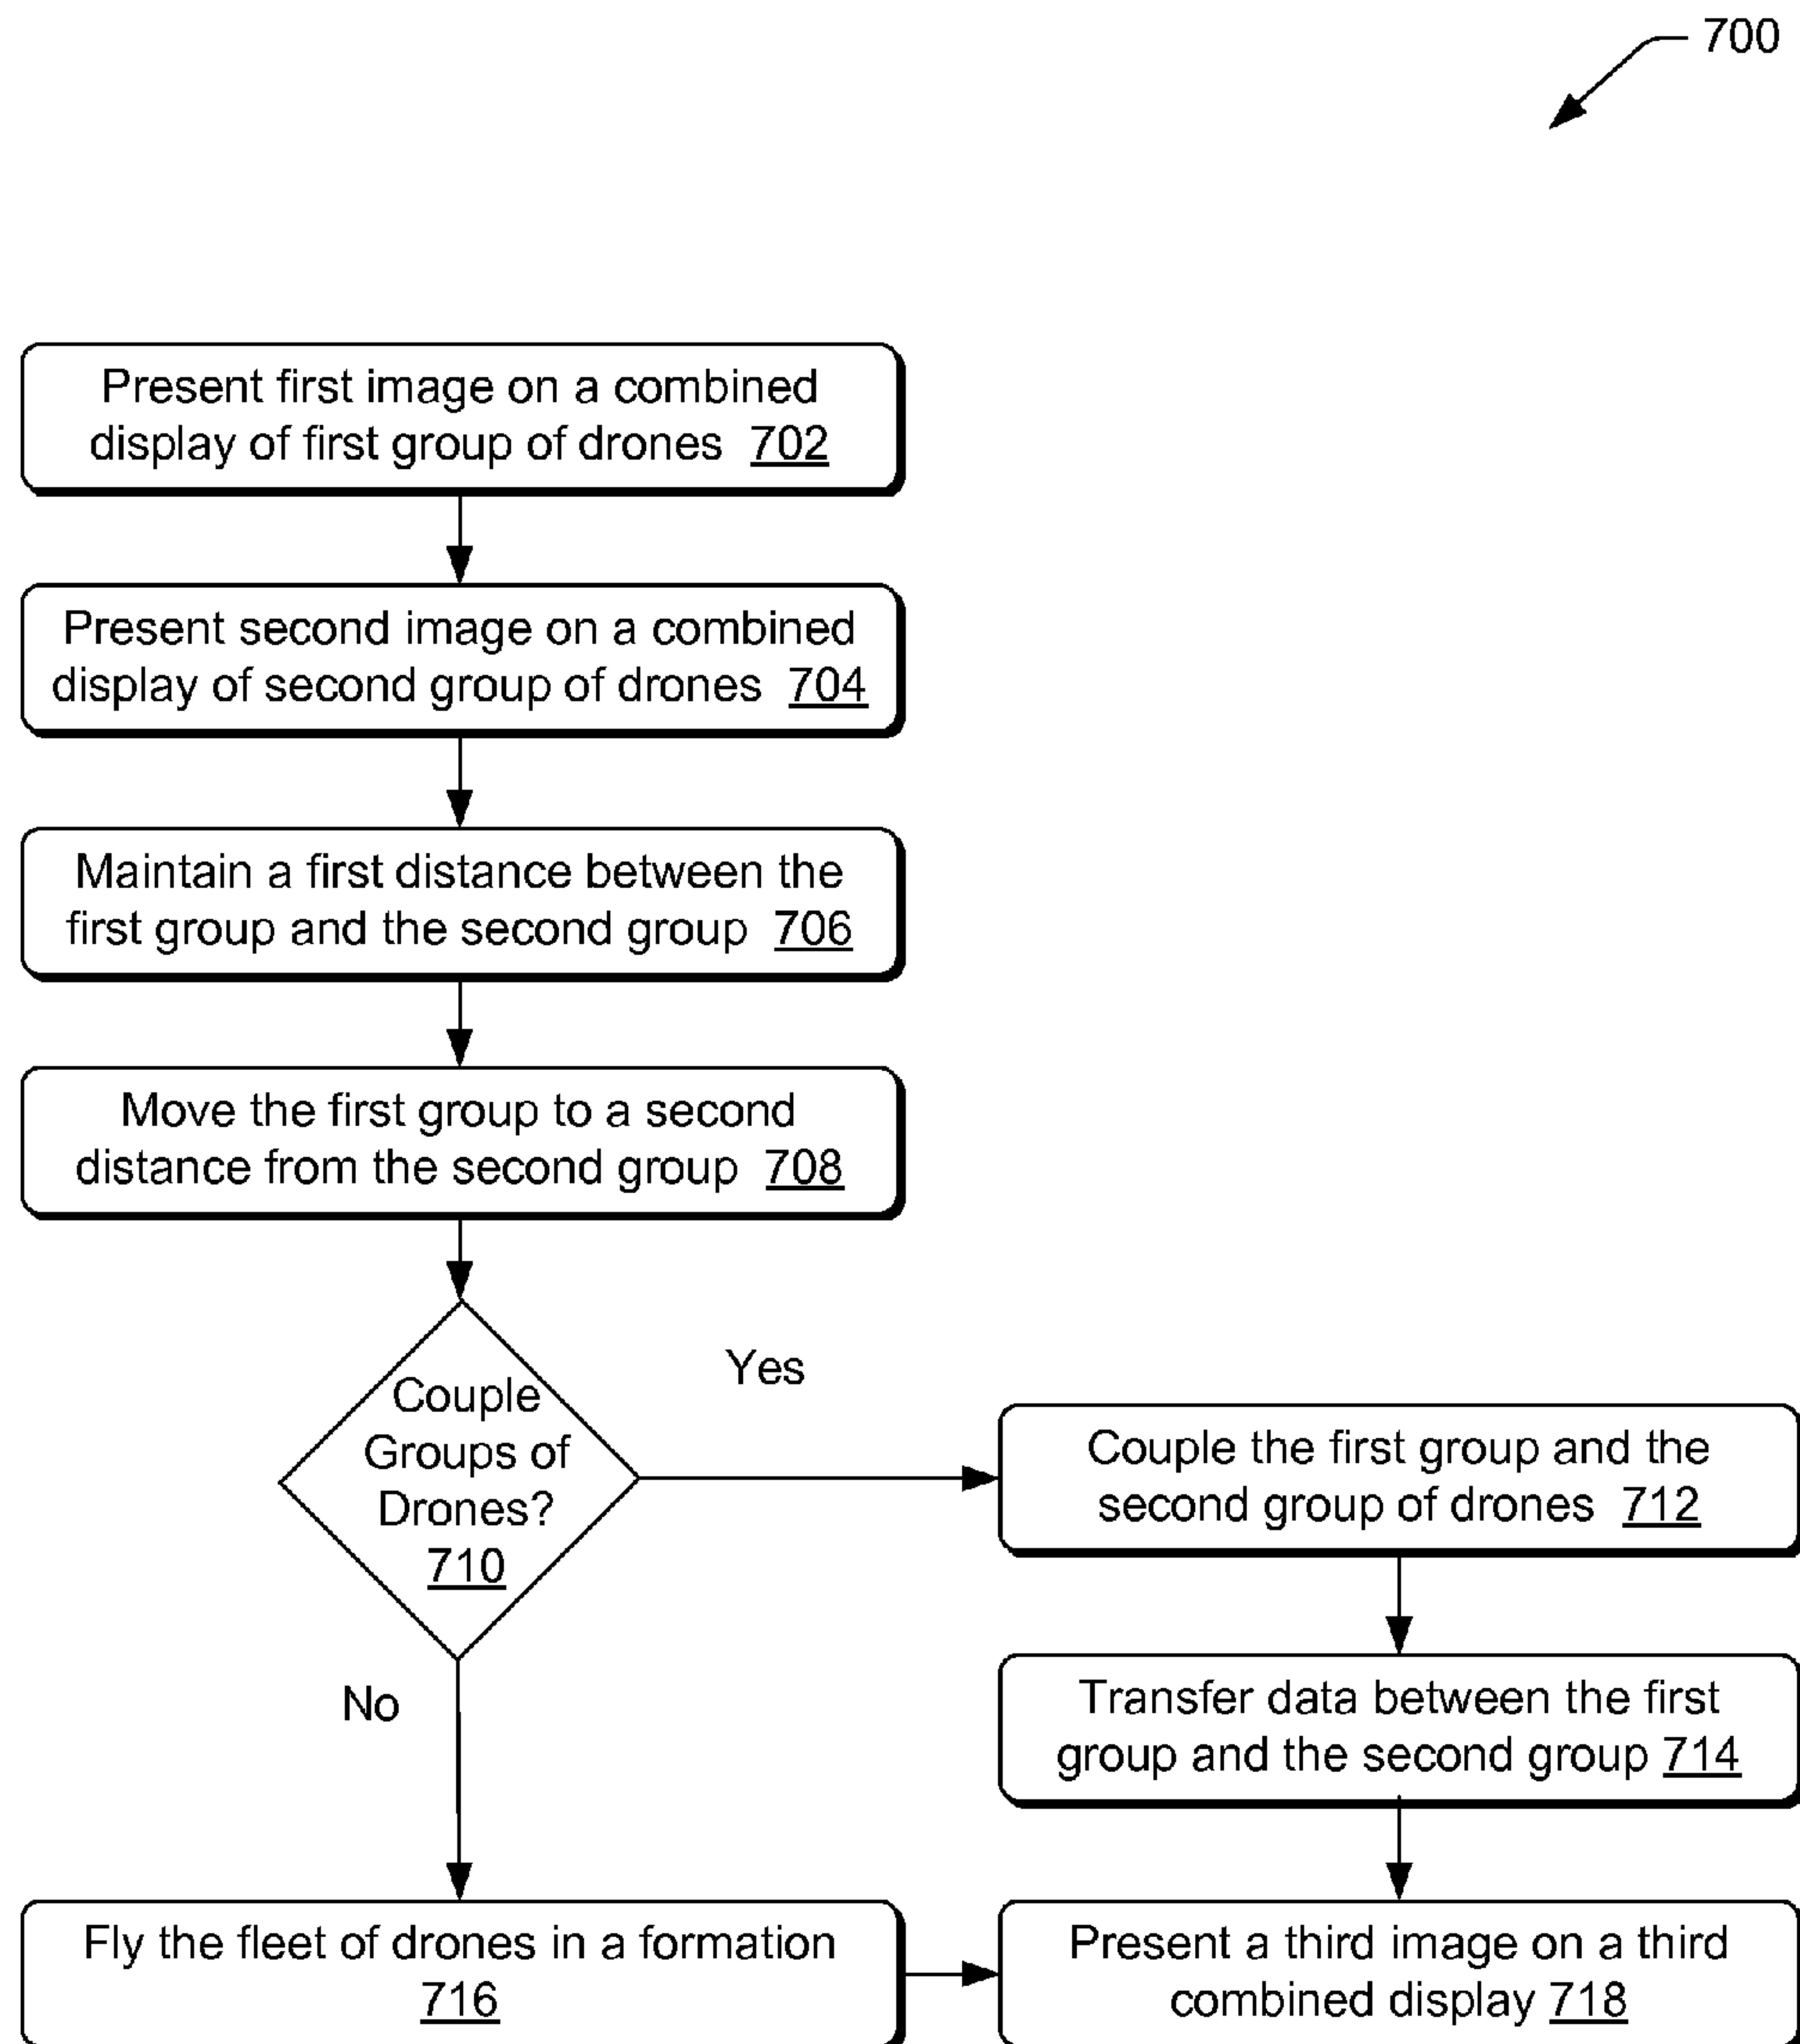 700
Present first image on a combined
display of first group of drones 702
Present second image on a combined
display of second group of drones 704
Maintain a first distance between the
first group and the second group 706
Move the first group to a second
distance from the second group 708
Couple
Groups of
Drones?
710
Yes
No
Couple the first group and the
second group of drones 712
Transfer data between the first
group and the second group 714
Fly the fleet of drones in a formation
716
Present a third image on a third
combined display 718